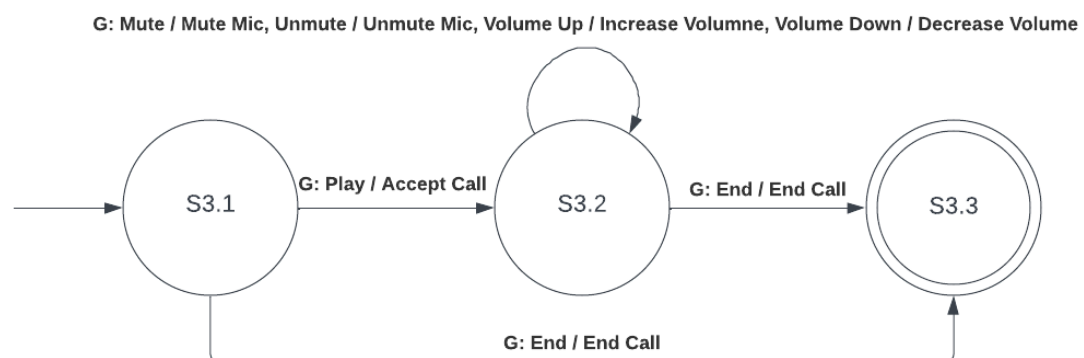 G: Mute / Mute Mic, Unmute / Unmute Mic, Volume Up / Increase Volumne, Volume Down / Decrease Volume
S3.1
G: Play / Accept Call
S3.2
G: End / End Call
S3.3
G: End / End Call